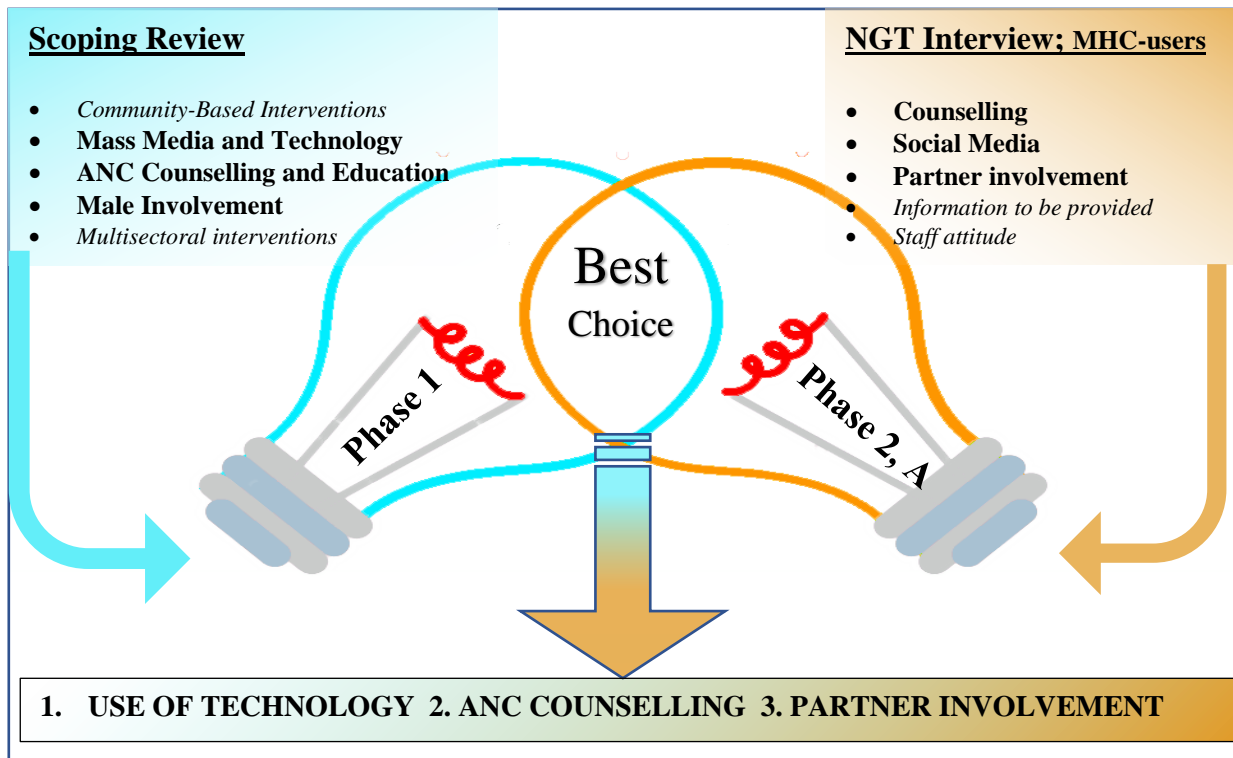 Scoping Review
• Community-Based Interventions
• Mass Media and Technology
• ANC Counselling and Education
• Male Involvement
• Multisectoral interventions
NGT Interview; MHC-users
• Counselling
• Social Media
• Partner involvement
• Information to be provided
• Staff attitude
Best
Choice
Phase 1
Phase 2, A
1. USE OF TECHNOLOGY 2. ANC COUNSELLING 3. PARTNER INVOLVEMENT